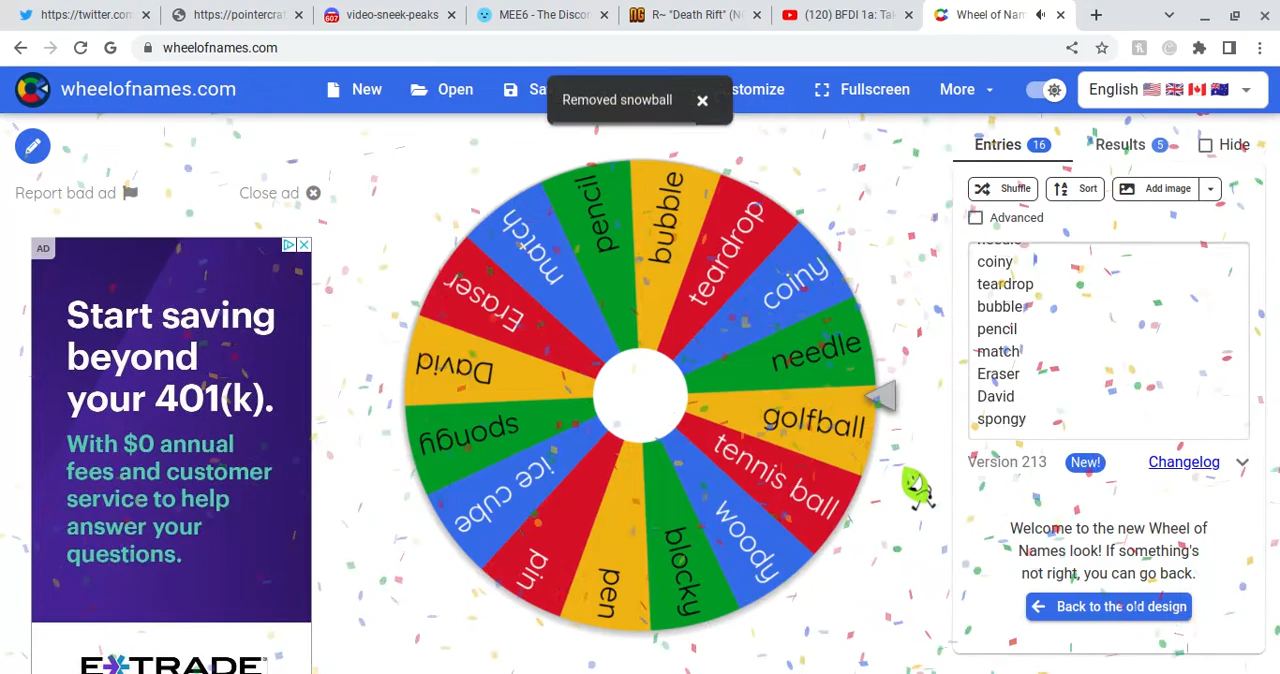 https://twitter.com
https://pointercraf
video-sneek-peaks
MEE6 - The Discor
R~ "Death Rift" (N
(120) BFDI 1a: Tak
Wheel of Nam
wheelofnames.com
wheelofnames.com
New
Open
Sa
Removed snowball
stomize
Fullscreen
More
English
Report bad ad
Close ad
AD
Start saving
beyond
your 401(k).
With $0 annual
fees and customer
service to help
answer your
questions.
E*TRADE
pencil
bubble
teardrop
coiny
needle
golfball
tennis ball
woody
blocky
pen
pin
ice cube
spongy
David
Eraser
match
Entries 16
Results 5
Hide
Shuffle
Sort
Add image
Advanced
needle
coiny
teardrop
bubble
pencil
match
Eraser
David
spongy
Version 213 New! Changelog
Welcome to the new Wheel of
Names look! If something's
not right, you can go back.
Back to the old design